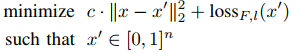 minimize c · ‖x − x′‖₂² + loss_{F,l}(x′)
such that x′ ∈ [0, 1]ⁿ